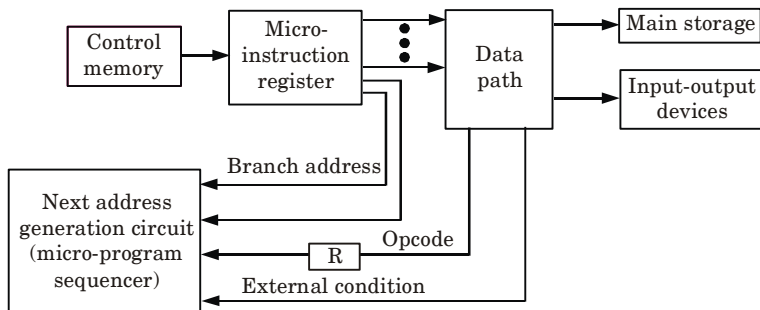 Control
memory
Micro-
instruction
register
Data
path
Main storage
Input-output
devices
Branch address
Next address
generation circuit
(micro-program
sequencer)
Opcode
R
External condition